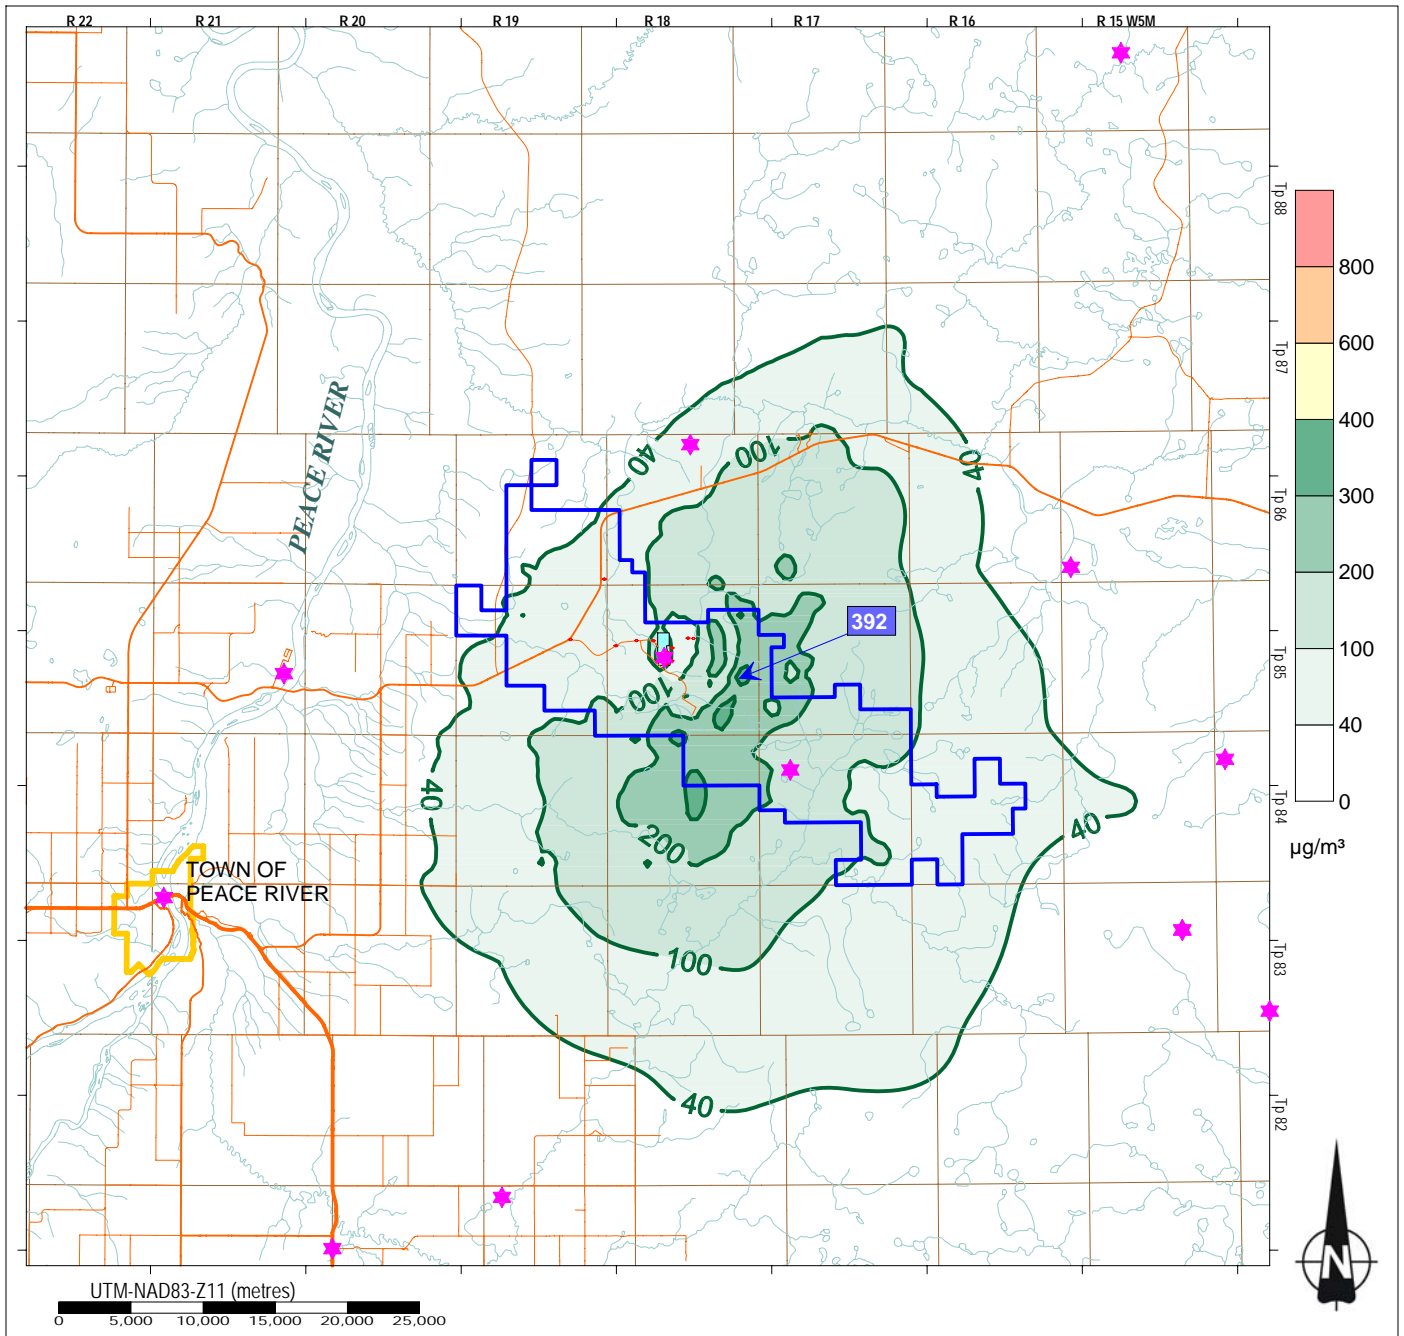 R 22 R 21 R 20 R 19 R 18 R 17 R 16 R 15 W5M
Tp 88
Tp 87
Tp 86
Tp 85
Tp 84
Tp 83
Tp 82
PEACE RIVER
40
100
40
392
100
40
200
40
100
40
TOWN OF
PEACE RIVER
800
600
400
300
200
100
40
0
µg/m³
N
UTM-NAD83-Z11 (metres)
0 5,000 10,000 15,000 20,000 25,000